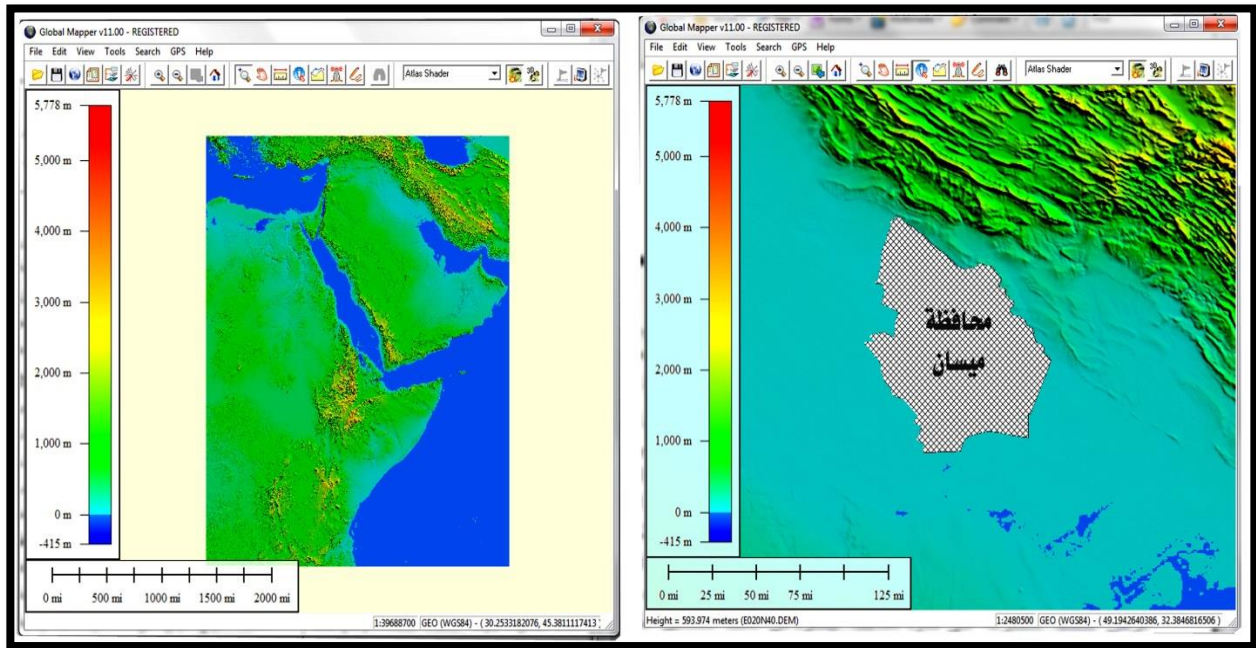 Global Mapper v11.00 - REGISTERED
File Edit View Tools Search GPS Help
Atlas Shader
5,778 m
5,000 m
4,000 m
3,000 m
2,000 m
1,000 m
0 m
-415 m
0 mi 500 mi 1000 mi 1500 mi 2000 mi
1:39688700 GEO (WGS84) - ( 30.2533182076, 45.3811117413 )
Global Mapper v11.00 - REGISTERED
File Edit View Tools Search GPS Help
Atlas Shader
5,778 m
5,000 m
4,000 m
3,000 m
2,000 m
1,000 m
0 m
-415 m
محافظة
ميسان
0 mi 25 mi 50 mi 75 mi 125 mi
Height = 593.974 meters (E020N40.DEM) 1:2480500 GEO (WGS84) - ( 49.1942640386, 32.3846816506 )